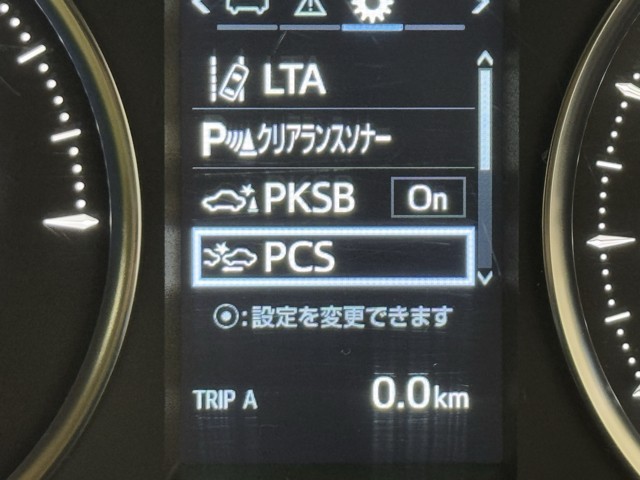 LTA
クリアランスソナー
PKSB On
PCS
:設定を変更できます
TRIP A 0.0km